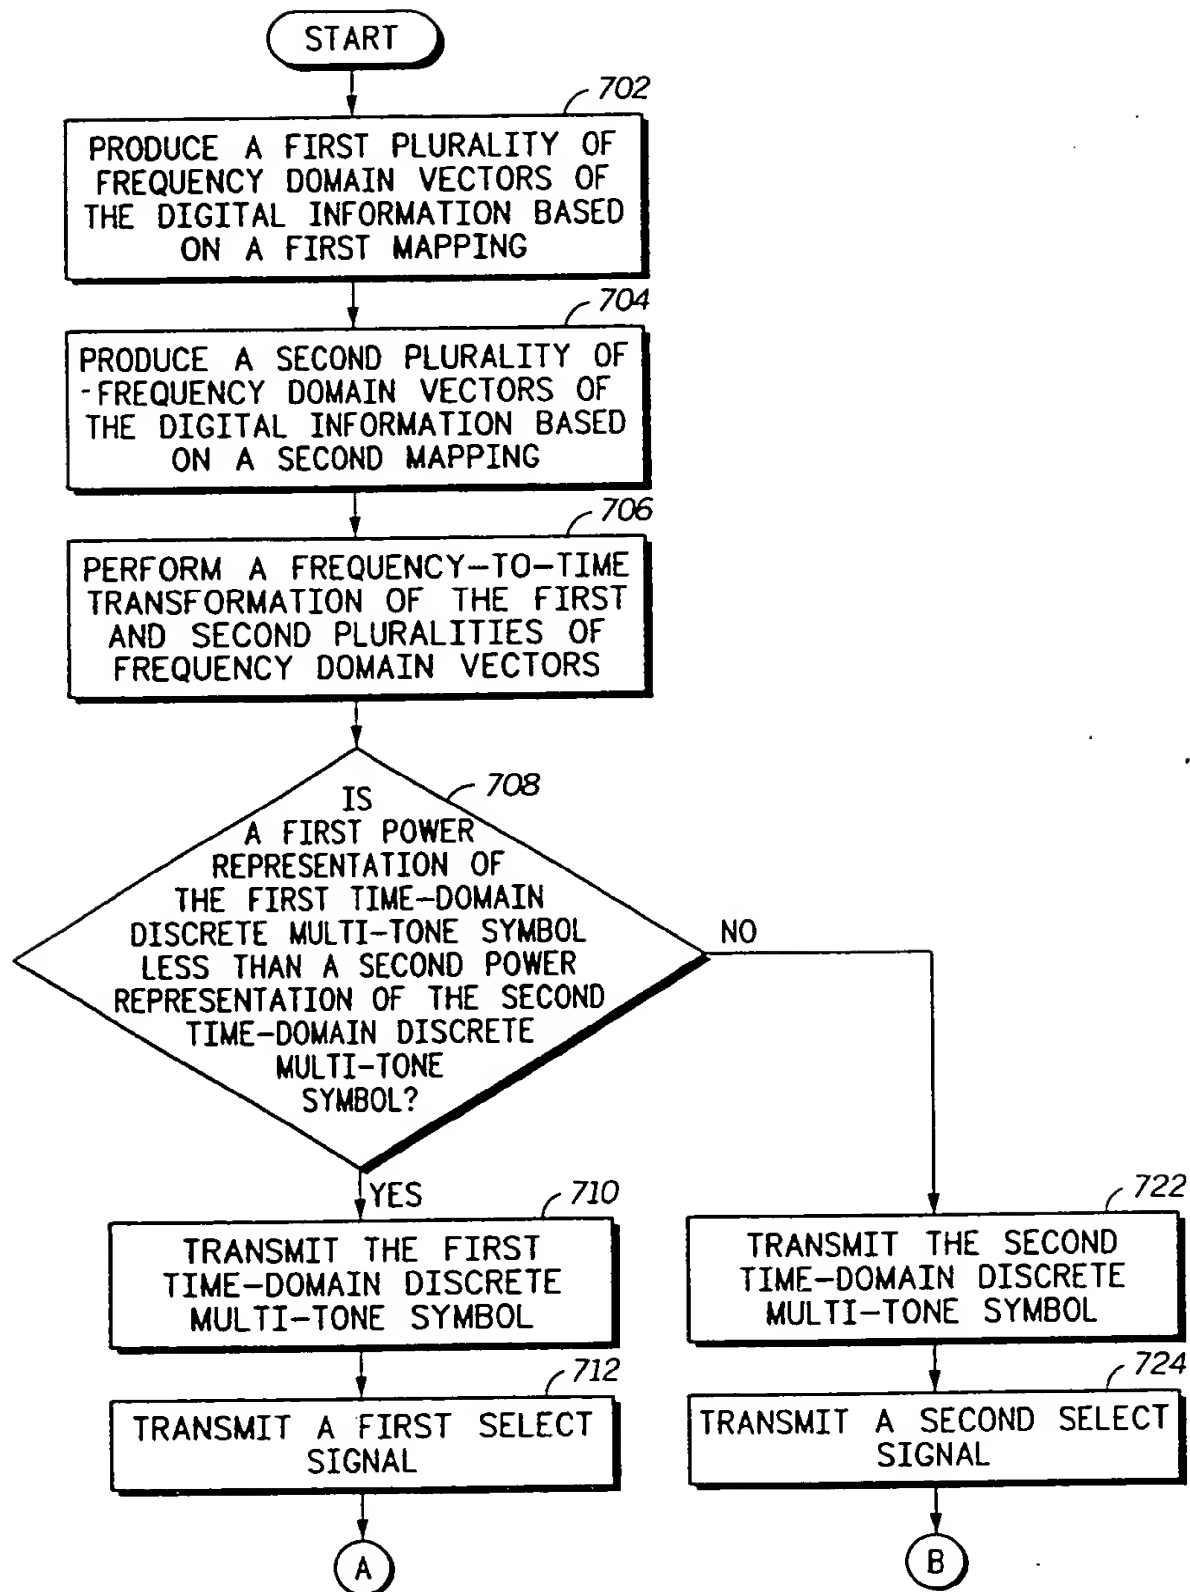 START
702
PRODUCE A FIRST PLURALITY OF
FREQUENCY DOMAIN VECTORS OF
THE DIGITAL INFORMATION BASED
ON A FIRST MAPPING
704
PRODUCE A SECOND PLURALITY OF
FREQUENCY DOMAIN VECTORS OF
THE DIGITAL INFORMATION BASED
ON A SECOND MAPPING
706
PERFORM A FREQUENCY-TO-TIME
TRANSFORMATION OF THE FIRST
AND SECOND PLURALITIES OF
FREQUENCY DOMAIN VECTORS
708
IS
A FIRST POWER
REPRESENTATION OF
THE FIRST TIME-DOMAIN
DISCRETE MULTI-TONE SYMBOL
LESS THAN A SECOND POWER
REPRESENTATION OF THE SECOND
TIME-DOMAIN DISCRETE
MULTI-TONE
SYMBOL?
NO
YES
710
TRANSMIT THE FIRST
TIME-DOMAIN DISCRETE
MULTI-TONE SYMBOL
712
TRANSMIT A FIRST SELECT
SIGNAL
A
722
TRANSMIT THE SECOND
TIME-DOMAIN DISCRETE
MULTI-TONE SYMBOL
724
TRANSMIT A SECOND SELECT
SIGNAL
B